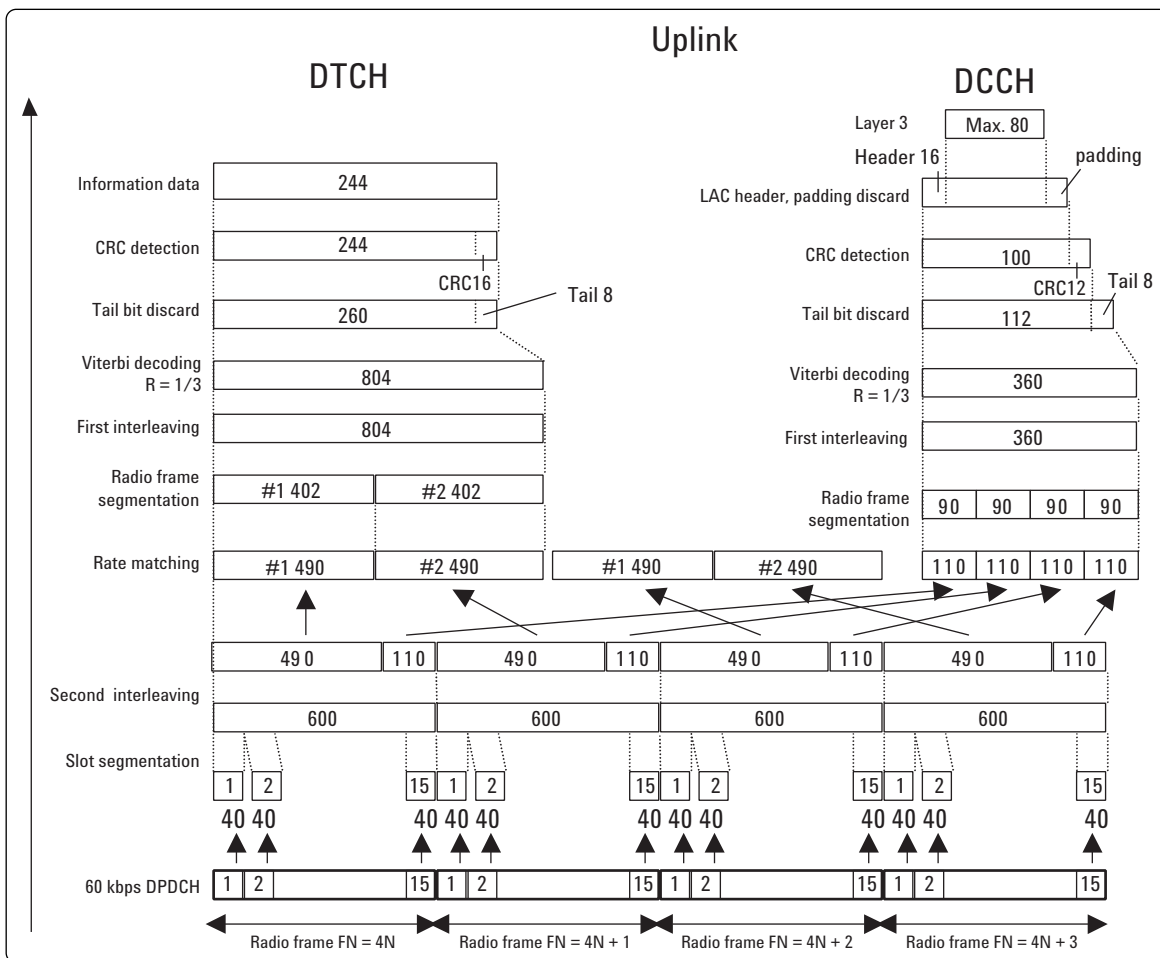 Uplink
DTCH
DCCH
Layer 3
Max. 80
Header 16
padding
Information data
244
LAC header, padding discard
CRC detection
244
CRC16
CRC detection
100
CRC12
Tail bit discard
260
Tail 8
Tail bit discard
112
Tail 8
Viterbi decoding
R = 1/3
804
Viterbi decoding
R = 1/3
360
First interleaving
804
First interleaving
360
Radio frame
segmentation
#1 402
#2 402
Radio frame
segmentation
90 90 90 90
Rate matching
#1 490
#2 490
#1 490
#2 490
110 110 110 110
490 110 490 110 490 110 490 110
Second interleaving
600 600 600 600
Slot segmentation
1 2 15 1 2 15 1 2 15 1 2 15
40 40 40 40 40 40 40 40 40 40 40 40
60 kbps DPDCH
1 2 15 1 2 15 1 2 15 1 2 15
Radio frame FN = 4N
Radio frame FN = 4N + 1
Radio frame FN = 4N + 2
Radio frame FN = 4N + 3